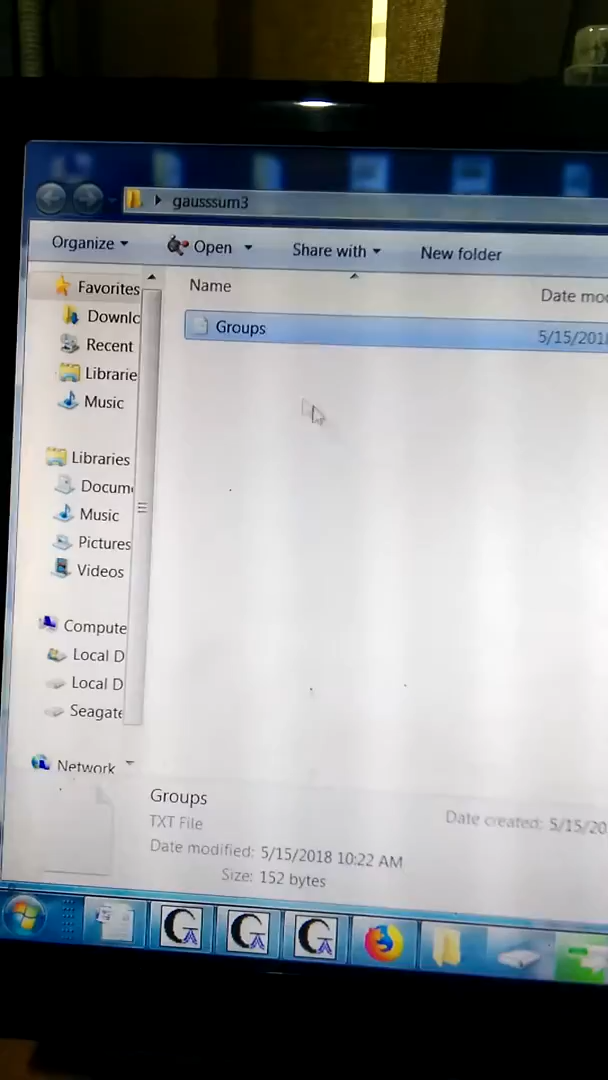 gausssum3
Organize Open Share with New folder
Name
Date mo
Favorites
Downlc
Recent
Librarie
Music
Groups
5/15/201
Libraries
Docum
Music
Pictures
Videos
Compute
Local D
Local D
Seagate
Network
Groups
TXT File
Date modified: 5/15/2018 10:22 AM
Size: 152 bytes
Date created: 5/15/20